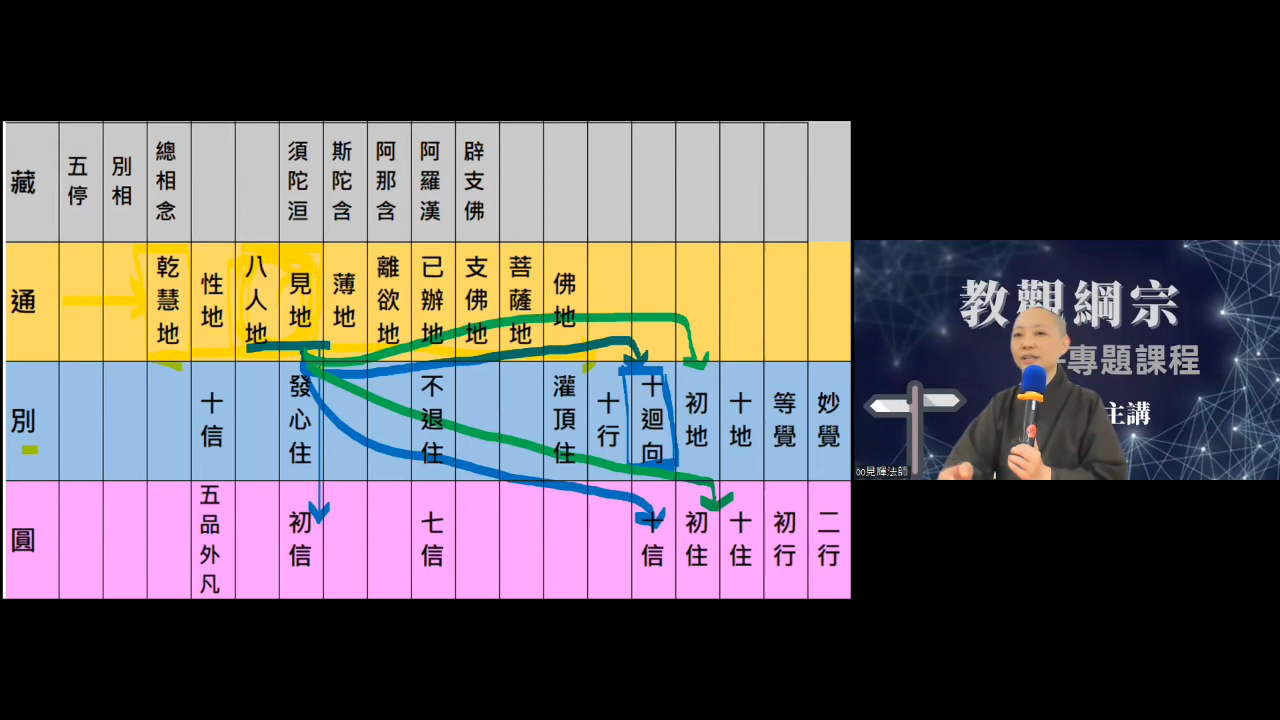 藏 五停 別相 總相念 須陀洹 斯陀含 阿那含 阿羅漢 辟支佛
通 乾慧地 性地 八人地 見地 薄地 離欲地 已辦地 支佛地 菩薩地 佛地
別 十信 發心住 不退住 灌頂住 十行 十迴向 初地 十地 等覺 妙覺
圓 五品外凡 初信 七信 十信 初住 十住 初行 二行
教觀綱宗
專題課程
主講
見輝法師